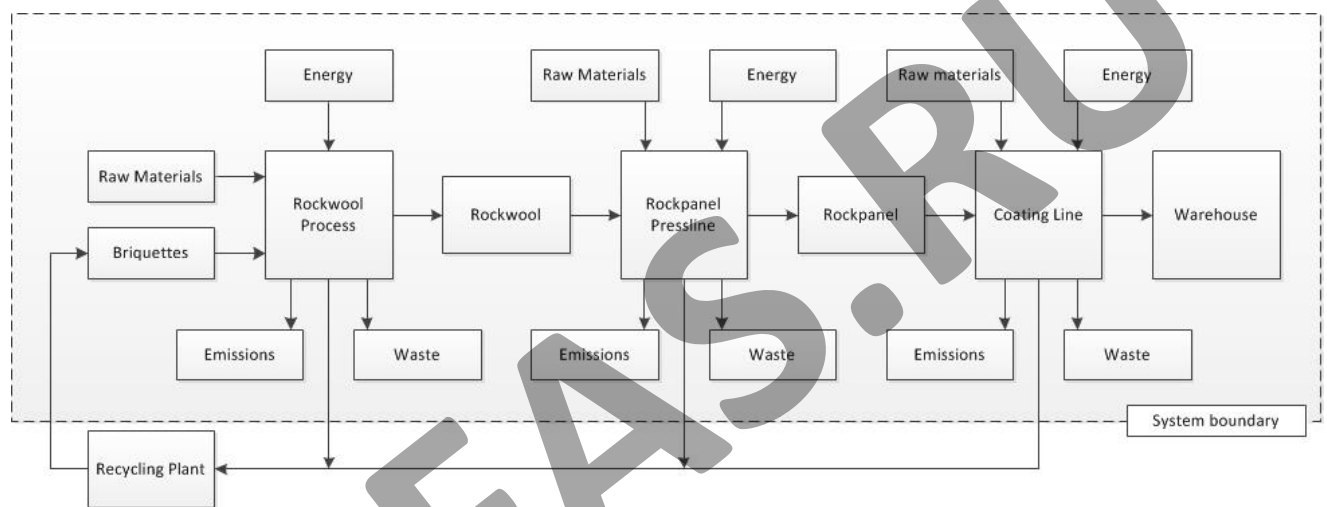 Energy
Raw Materials
Energy
Raw materials
Energy
Raw Materials
Rockwool
Process
Rockwool
Rockpanel
Pressline
Rockpanel
Coating Line
Warehouse
Briquettes
Emissions
Waste
Emissions
Waste
Emissions
Waste
System boundary
Recycling Plant
EAS.RU